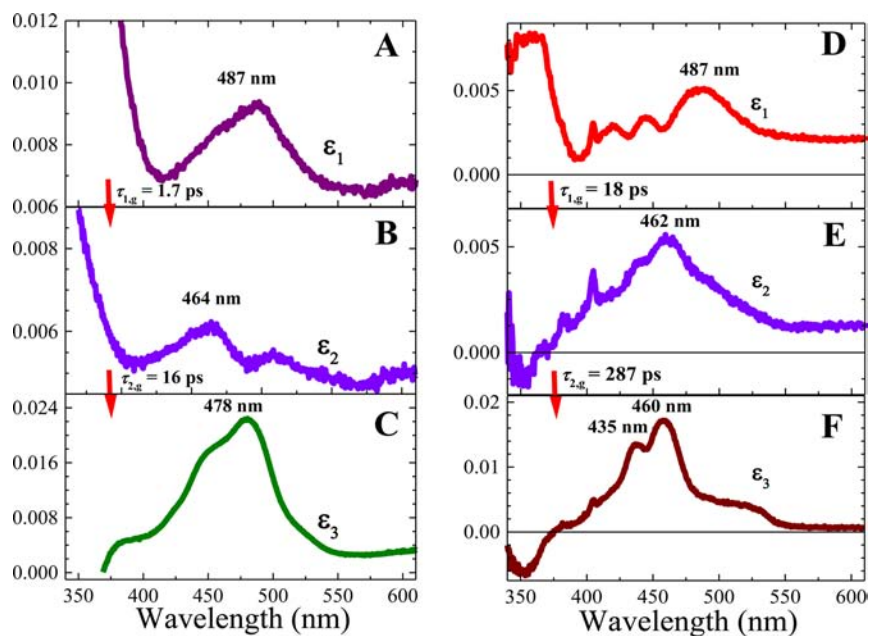 0.012
A
487 nm
0.010
ε1
0.008
τ1,g = 1.7 ps
0.006
B
0.008
464 nm
ε2
0.006
τ2,g = 16 ps
478 nm
0.024
C
0.016
ε3
0.008
0.000
350 400 450 500 550 600
Wavelength (nm)
D
487 nm
ε1
0.005
0.000
τ1,g = 18 ps
462 nm
E
0.005
ε2
0.000
τ2,g = 287 ps
460 nm
0.02
F
435 nm
0.01
ε3
0.00
350 400 450 500 550 600
Wavelength (nm)